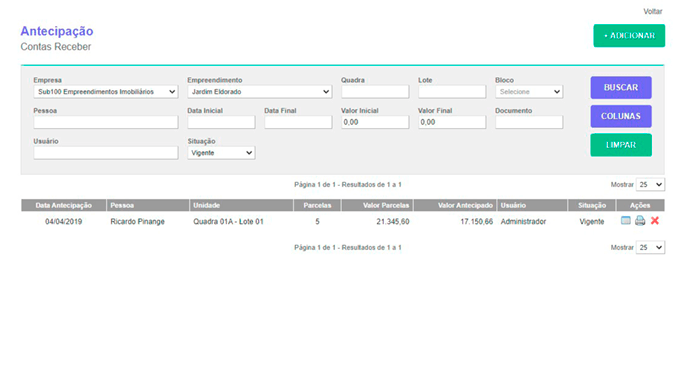 Voltar
Antecipação
Contas Receber
+ ADICIONAR
Empresa Empreendimento Quadra Lote Bloco
Sub100 Empreendimentos Imobiliários Jardim Eldorado Selecione
BUSCAR
Pessoa Data Inicial Data Final Valor Inicial Valor Final Documento
0,00 0,00
COLUNAS
Usuário Situação
Vigente
LIMPAR
Página 1 de 1 - Resultados de 1 a 1 Mostrar 25
Data Antecipação Pessoa Unidade Parcelas Valor Parcelas Valor Antecipado Usuário Situação Ações
04/04/2019 Ricardo Pinange Quadra 01A - Lote 01 5 21.345,60 17.150,66 Administrador Vigente
Página 1 de 1 - Resultados de 1 a 1 Mostrar 25